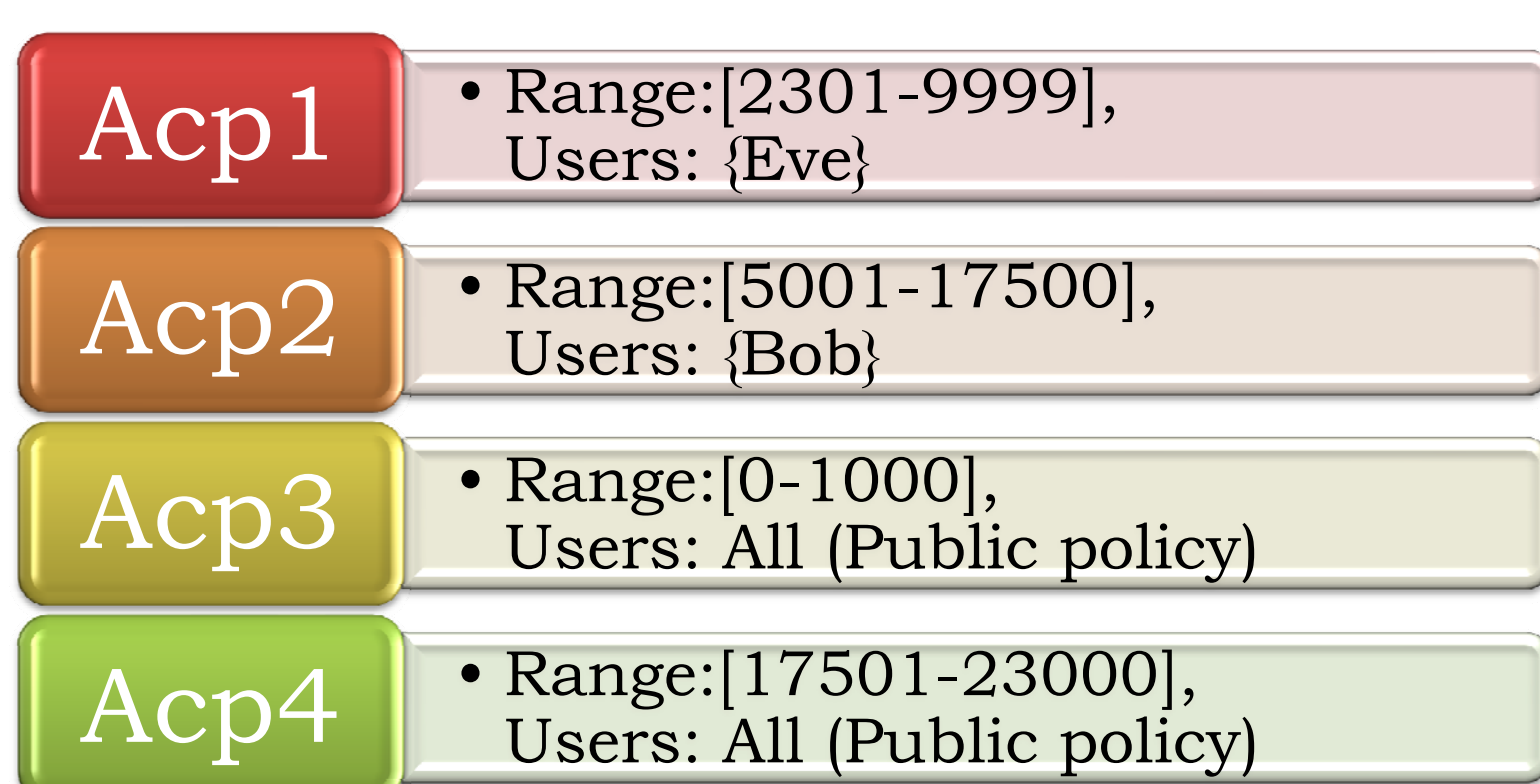 Acp1
• Range:[2301-9999],
Users: {Eve}
Acp2
• Range:[5001-17500],
Users: {Bob}
Acp3
• Range:[0-1000],
Users: All (Public policy)
Acp4
• Range:[17501-23000],
Users: All (Public policy)